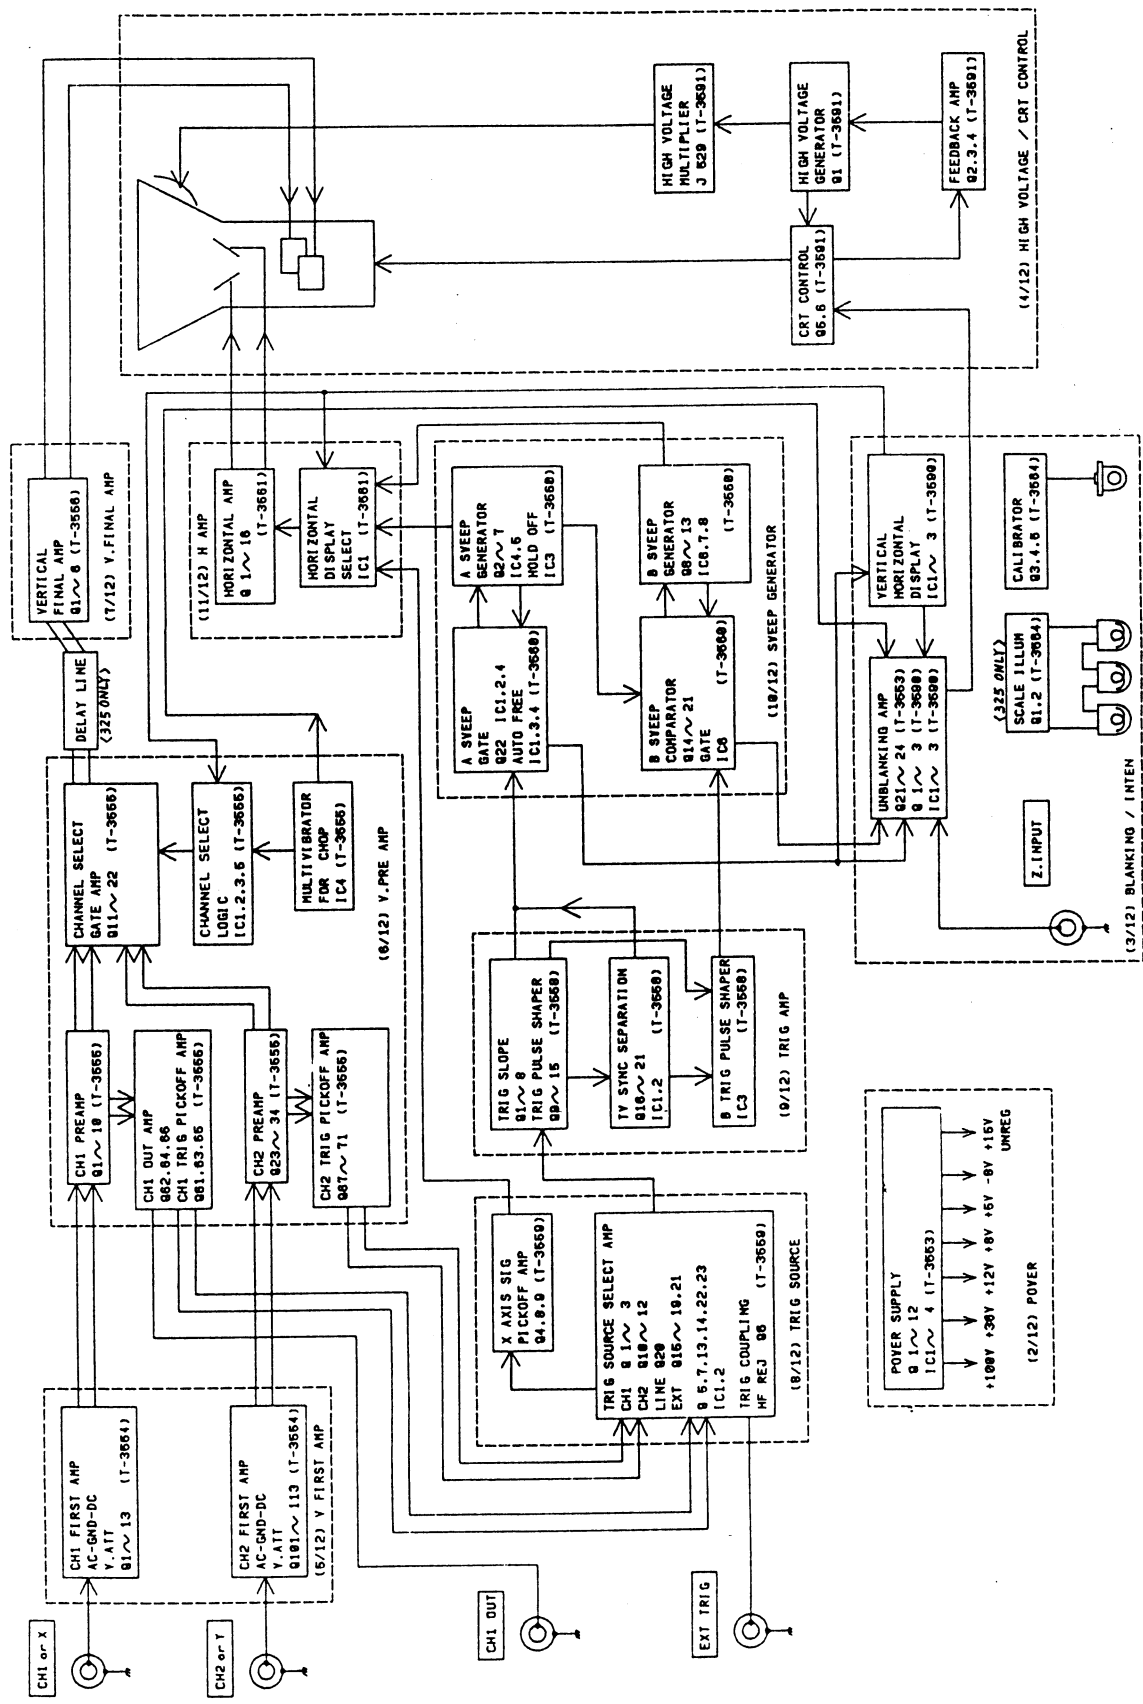 CH1 or X
CH1 FIRST AMP
AC-GND-DC
V.ATT
Q1～13 (T-3554)
CH2 or Y
CH2 FIRST AMP
AC-GND-DC
V.ATT
Q101～113 (T-3554)
(5/12) V FIRST AMP
CH1 PREAMP
Q1～10 (T-3555)
CH1 OUT AMP
Q62.64.66
CH1 TRIG PICKOFF AMP
Q61.63.65 (T-3555)
CH2 PREAMP
Q23～34 (T-3555)
CH2 TRIG PICKOFF AMP
Q67～71 (T-3555)
CHANNEL SELECT
GATE AMP
Q11～22 (T-3555)
CHANNEL SELECT
LOGIC
IC1.2.3.5 (T-3555)
MULTIVIBRATOR
FOR CHOP
IC4 (T-3555)
(6/12) V.PRE AMP
DELAY LINE
(325 ONLY)
VERTICAL
FINAL AMP
Q1～6 (T-3556)
(7/12) V.FINAL AMP
CH1 OUT
EXT TRIG
X AXIS SIG
PICKOFF AMP
Q4.8.9 (T-3559)
TRIG SOURCE SELECT AMP
CH1 Q 1～ 3
CH2 Q10～12
LINE Q20
EXT Q15～19.21
Q 5.7.13.14.22.23
IC1.2
TRIG COUPLING
HF REJ Q6 (T-3559)
(8/12) TRIG SOURCE
TRIG SLOPE
Q1～8
TRIG PULSE SHAPER
Q9～15 (T-3558)
TV SYNC SEPARATION
Q16～21
IC1.2 (T-3558)
B TRIG PULSE SHAPER
IC3 (T-3558)
(9/12) TRIG AMP
(11/12) H AMP
HORIZONTAL AMP
Q 1～16 (T-3561)
HORIZONTAL
DISPLAY
SELECT
IC1 (T-3561)
A SWEEP
GATE
Q22 IC1.2.4
AUTO FREE
IC1.3.4 (T-3560)
A SWEEP
GENERATOR
Q2～7
IC4.5
HOLD OFF
IC3 (T-3560)
B SWEEP
COMPARATOR
Q14～21
GATE
IC6 (T-3560)
B SWEEP
GENERATOR
Q8～13
IC6.7.8 (T-3560)
(10/12) SWEEP GENERATOR
HIGH VOLTAGE
MULTIPLIER
J 529 (T-3591)
HIGH VOLTAGE
GENERATOR
Q1 (T-3591)
CRT CONTROL
Q5.6 (T-3591)
FEEDBACK AMP
Q2.3.4 (T-3591)
(4/12) HIGH VOLTAGE / CRT CONTROL
UNBLANKING AMP
Q21～24 (T-3553)
Q 1～ 3 (T-3590)
IC1～ 3 (T-3590)
VERTICAL
HORIZONTAL
DISPLAY
IC1～ 3 (T-3590)
Z.INPUT
(325 ONLY)
SCALE ILLUM
Q1.2 (T-3564)
CALIBRATOR
Q3.4.5 (T-3564)
(3/12) BLANKING / INTEN
POWER SUPPLY
Q 1～12
IC1～ 4 (T-3553)
+100V +36V +12V +8V +5V -8V +15V
UNREG
(2/12) POWER